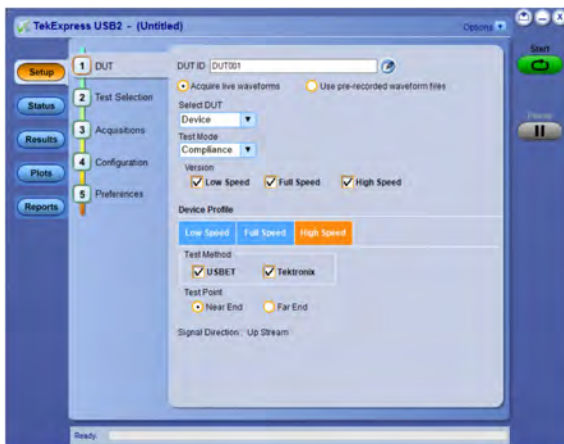 TekExpress USB2 - (Untitled)
Options
Start
Setup
1 DUT
DUT ID DUT001
Acquire live waveforms Use pre-recorded waveform files
Status
2 Test Selection
Select DUT
Device
Results
3 Acquisitions
Test Mode
Compliance
Pause
Plots
4 Configuration
Version
Low Speed Full Speed High Speed
Reports
5 Preferences
Device Profile
Low Speed Full Speed High Speed
Test Method
USBET Tektronix
Test Point
Near End Far End
Signal Direction: Up Stream
Ready.